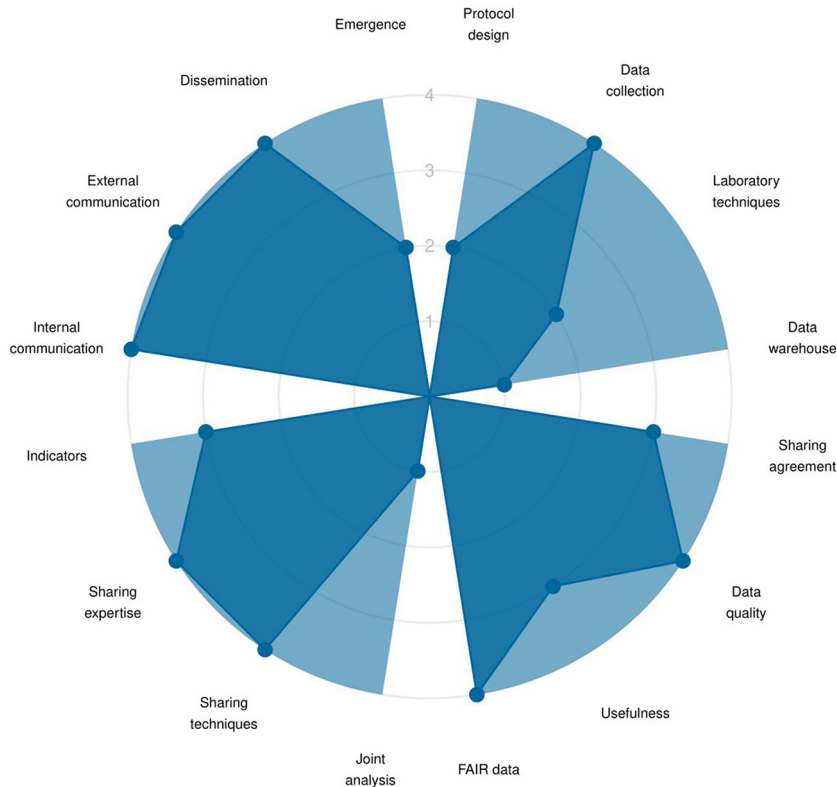 Emergence
Protocol
design
Dissemination
Data
collection
4
External
communication
3
Laboratory
techniques
2
1
Internal
communication
Data
warehouse
Indicators
Sharing
agreement
Sharing
expertise
Data
quality
Sharing
techniques
Usefulness
Joint
analysis
FAIR data